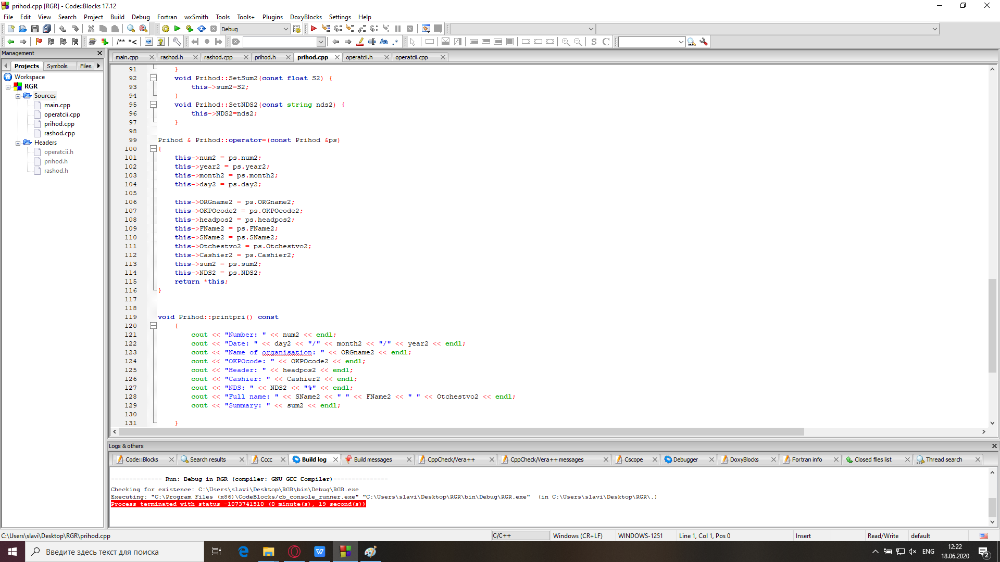 prihod.cpp [RGR] - Code::Blocks 17.12
File Edit View Search Project Build Debug Fortran wxSmith Tools Tools+ Plugins DoxyBlocks Settings Help
Debug
/** *<
S C
Management
main.cpp rashod.h rashod.cpp prihod.h prihod.cpp operatcii.h operatcii.cpp
Projects Symbols Files
Workspace
RGR
Sources
main.cpp
operatcii.cpp
prihod.cpp
rashod.cpp
Headers
operatcii.h
prihod.h
rashod.h
91 }
92 void Prihod::SetSum2(const float S2) {
93 this->sum2=S2;
94 }
95 void Prihod::SetNDS2(const string nds2) {
96 this->NDS2=nds2;
97 }
98
99 Prihod & Prihod::operator=(const Prihod &ps)
100 {
101 this->num2 = ps.num2;
102 this->year2 = ps.year2;
103 this->month2 = ps.month2;
104 this->day2 = ps.day2;
105
106 this->ORGname2 = ps.ORGname2;
107 this->OKPOcode2 = ps.OKPOcode2;
108 this->headpos2 = ps.headpos2;
109 this->FName2 = ps.FName2;
110 this->SName2 = ps.SName2;
111 this->Otchestvo2 = ps.Otchestvo2;
112 this->Cashier2 = ps.Cashier2;
113 this->sum2 = ps.sum2;
114 this->NDS2 = ps.NDS2;
115 return *this;
116 }
117
118
119 void Prihod::printpri() const
120 {
121 cout << "Number: " << num2 << endl;
122 cout << "Date: " << day2 << "/" << month2 << "/" << year2 << endl;
123 cout << "Name of organisation: " << ORGname2 << endl;
124 cout << "OKPOcode: " << OKPOcode2 << endl;
125 cout << "Header: " << headpos2 << endl;
126 cout << "Cashier: " << Cashier2 << endl;
127 cout << "NDS: " << NDS2 << "%" << endl;
128 cout << "Full name: " << SName2 << " " << FName2 << " " << Otchestvo2 << endl;
129 cout << "Summary: " << sum2 << endl;
130
131 }
Logs & others
Code::Blocks Search results Cccc Build log Build messages CppCheck/Vera++ CppCheck/Vera++ messages Cscope Debugger DoxyBlocks Fortran info Closed files list Thread search
-------------- Run: Debug in RGR (compiler: GNU GCC Compiler)---------------
Checking for existence: C:\Users\slavi\Desktop\RGR\bin\Debug\RGR.exe
Executing: "C:\Program Files (x86)\CodeBlocks/cb_console_runner.exe" "C:\Users\slavi\Desktop\RGR\bin\Debug\RGR.exe" (in C:\Users\slavi\Desktop\RGR\.)
Process terminated with status -1073741510 (0 minute(s), 19 second(s))
C:\Users\slavi\Desktop\RGR\prihod.cpp C/C++ Windows (CR+LF) WINDOWS-1251 Line 1, Col 1, Pos 0 Insert Read/Write default
Введите здесь текст для поиска
ENG
12:22
18.06.2020
2